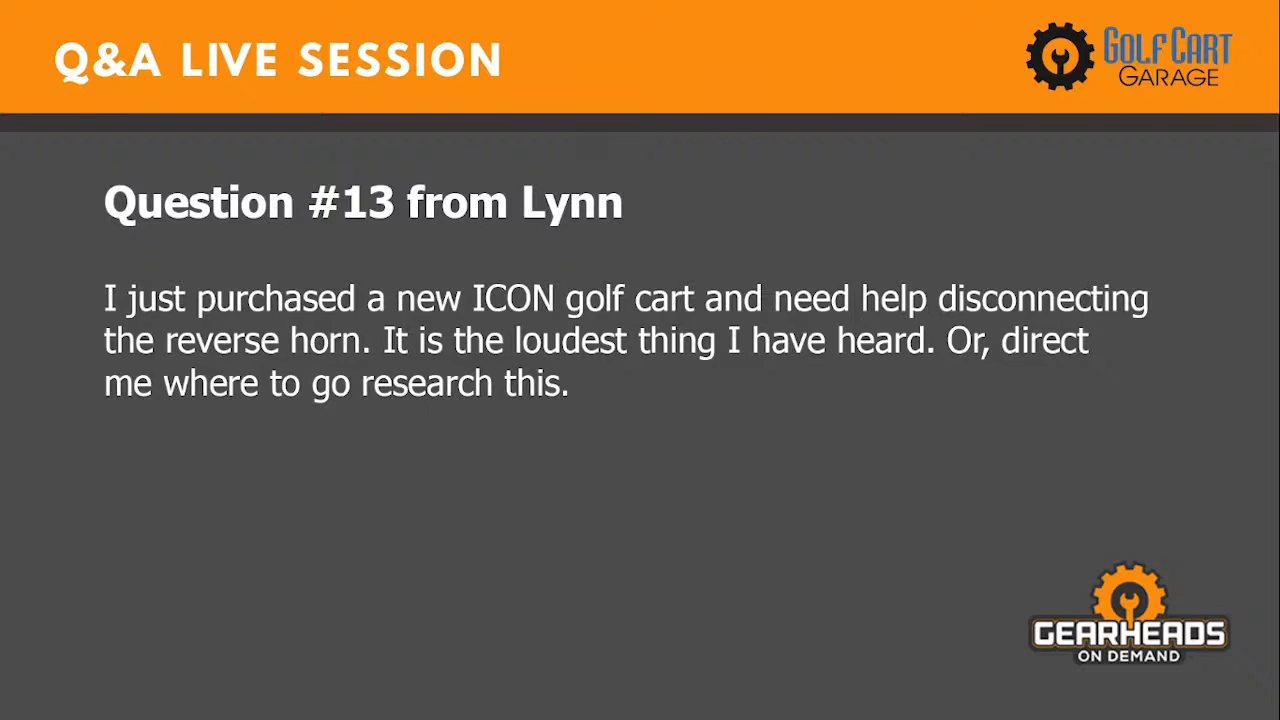 Q&A LIVE SESSION
GOLF CART
GARAGE
Question #13 from Lynn
I just purchased a new ICON golf cart and need help disconnecting
the reverse horn. It is the loudest thing I have heard. Or, direct
me where to go research this.
GEARHEADS
ON DEMAND